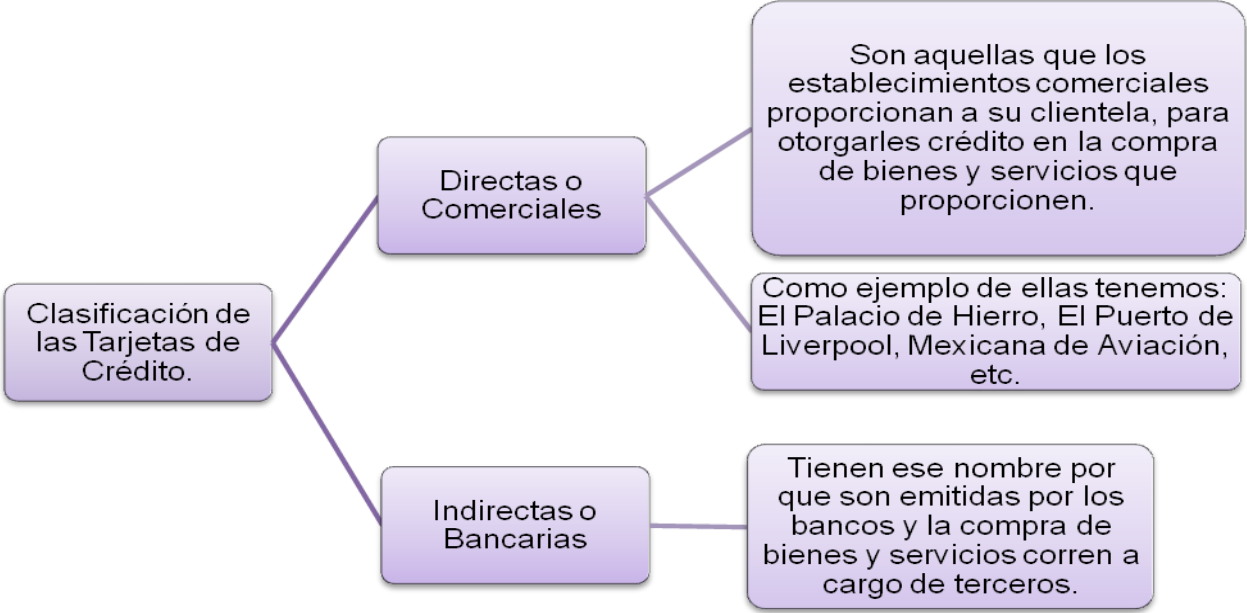 Clasificación de
las Tarjetas de
Crédito.
Directas o
Comerciales
Son aquellas que los
establecimientos comerciales
proporcionan a su clientela, para
otorgarles crédito en la compra
de bienes y servicios que
proporcionen.
Como ejemplo de ellas tenemos:
El Palacio de Hierro, El Puerto de
Liverpool, Mexicana de Aviación,
etc.
Indirectas o
Bancarias
Tienen ese nombre por
que son emitidas por los
bancos y la compra de
bienes y servicios corren a
cargo de terceros.